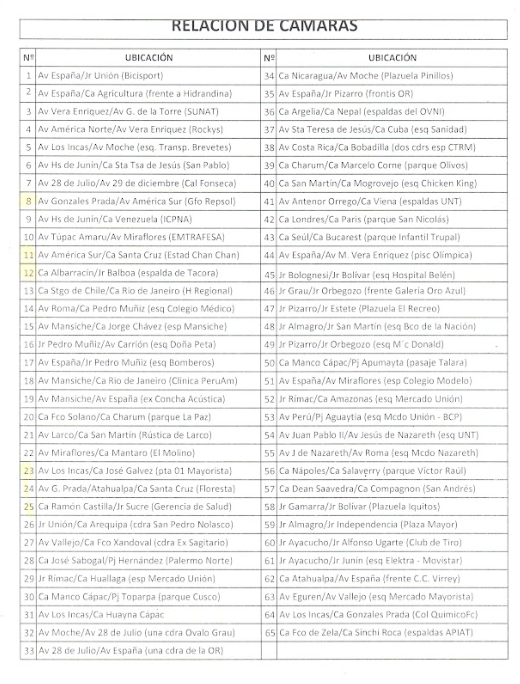 RELACION DE CAMARAS
Nº UBICACIÓN
1 Av España/Jr Unión (Bicisport)
2 Av España/Ca Agricultura (frente a Hidrandina)
3 Av Vera Enriquez/Av G. de la Torre (SUNAT)
4 Av América Norte/Av Vera Enriquez (Rockys)
5 Av Los Incas/Av Moche (esq. Transp. Brevetes)
6 Av Hs de Junín/Ca Sta Tsa de Jesús (San Pablo)
7 Av 28 de Julio/Av 29 de diciembre (Cal Fonseca)
8 Av Gonzales Prada/Av América Sur (Gfo Repsol)
9 Av Hs de Junín/Ca Venezuela (ICPNA)
10 Av Túpac Amaru/Av Miraflores (EMTRAFESA)
11 Av América Sur/Ca Santa Cruz (Estad Chan Chan)
12 Ca Albarracín/Jr Balboa (espalda de Tacora)
13 Ca Stgo de Chile/Ca Rio de Janeiro (H Regional)
14 Av Roma/Ca Pedro Muñiz (esq Colegio Médico)
15 Av Mansiche/Ca Jorge Chávez (esp Mansiche)
16 Jr Pedro Muñiz/Av Carrión (esq Doña Peta)
17 Av España/Jr Pedro Muñiz (esq Bomberos)
18 Av Mansiche/Ca Rio de Janeiro (Clínica PeruAm)
19 Av Mansiche/Av España (ex Concha Acústica)
20 Ca Fco Solano/Ca Charum (parque La Paz)
21 Av Larco/Ca San Martín (Rústica de Larco)
22 Av Miraflores/Ca Mantaro (El Molino)
23 Av Los Incas/Ca José Galvez (pta 01 Mayorista)
24 Av G. Prada/Atahualpa/Ca Santa Cruz (Floresta)
25 Ca Ramón Castilla/Jr Sucre (Gerencia de Salud)
26 Jr Unión/Ca Arequipa (cdra San Pedro Nolasco)
27 Av Vallejo/Ca Fco Xandoval (cdra Ex Sagitario)
28 Ca José Sabogal/Pj Hernández (Palermo Norte)
29 Jr Rímac/Ca Huallaga (esp Mercado Unión)
30 Ca Manco Cápac/Pj Toparpa (parque Cusco)
31 Av Los Incas/Ca Huayna Cápac
32 Av Moche/Av 28 de Julio (una cdra Ovalo Grau)
33 Av 28 de Julio/Av España (una cdra de la OR)
Nº UBICACIÓN
34 Ca Nicaragua/Av Moche (Plazuela Pinillos)
35 Av España/Jr Pizarro (frontis OR)
36 Ca Argelia/Ca Nepal (espaldas del OVNI)
37 Av Sta Teresa de Jesús/Ca Cuba (esq Sanidad)
38 Av Costa Rica/Ca Bobadilla (dos cdrs esp CTRM)
39 Ca Charum/Ca Marcelo Corne (parque Olivos)
40 Ca San Martín/Ca Mogrovejo (esq Chicken King)
41 Av Antenor Orrego/Ca Viena (espaldas UNT)
42 Ca Londres/Ca Paris (parque San Nicolás)
43 Ca Seúl/Ca Bucarest (parque Infantil Trupal)
44 Av España/Av M. Vera Enriquez (pisc Olímpica)
45 Jr Bolognesi/Jr Bolívar (esq Hospital Belén)
46 Jr Grau/Jr Orbegozo (frente Galería Oro Azul)
47 Jr Pizarro/Jr Estete (Plazuela El Recreo)
48 Jr Almagro/Jr San Martín (esq Bco de la Nación)
49 Jr Pizarro/Jr Orbegozo (esq M´c Donald)
50 Ca Manco Cápac/Pj Apumayta (pasaje Talara)
51 Av España/Av Miraflores (esp Colegio Modelo)
52 Jr Rímac/Ca Amazonas (esq Mercado Unión)
53 Av Perú/Pj Aguaytia (esq Mcdo Unión - BCP)
54 Av Juan Pablo II/Av Jesús de Nazareth (esq UNT)
55 Av J de Nazareth/Av Roma (esq Mcdo Nazareth)
56 Ca Nápoles/Ca Salaverry (parque Víctor Raúl)
57 Ca Dean Saavedra/Ca Compagnon (San Andrés)
58 Jr Gamarra/Jr Bolívar (Plazuela Iquitos)
59 Jr Almagro/Jr Independencia (Plaza Mayor)
60 Jr Ayacucho/Jr Alfonso Ugarte (Club de Tiro)
61 Jr Ayacucho/Jr Junín (esq Elektra - Movistar)
62 Ca Atahualpa/Av España (frente C.C. Virrey)
63 Av Eguren/Av Vallejo (esq Mercado Mayorista)
64 Av Los Incas/Ca Gonzales Prada (Col QuimicoFc)
65 Ca Fco de Zela/Ca Sinchi Roca (espaldas APIAT)